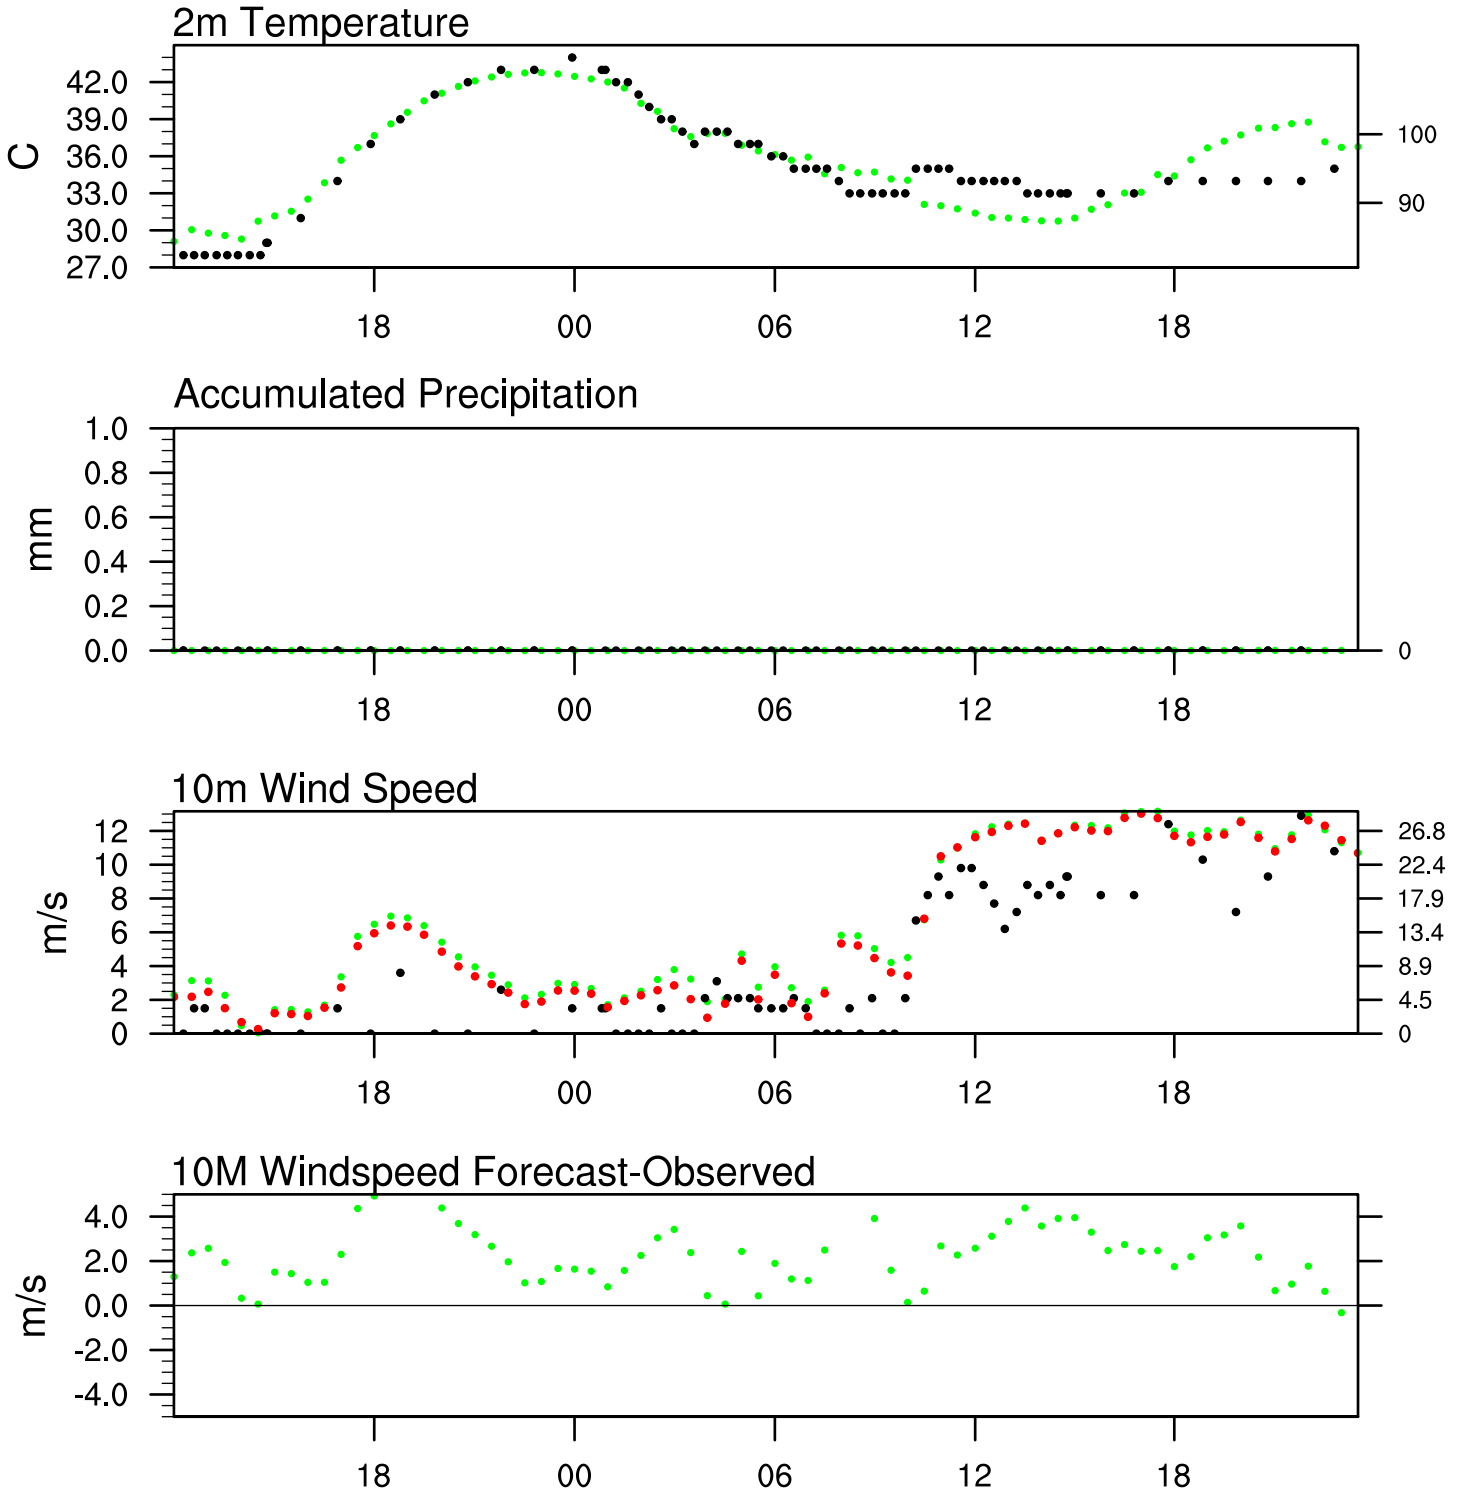 2m Temperature
C
42.0
39.0
36.0
33.0
30.0
27.0
100
90
18 00 06 12 18
Accumulated Precipitation
mm
1.0
0.8
0.6
0.4
0.2
0.0
0
18 00 06 12 18
10m Wind Speed
m/s
12
10
8
6
4
2
0
26.8
22.4
17.9
13.4
8.9
4.5
0
18 00 06 12 18
10M Windspeed Forecast-Observed
m/s
4.0
2.0
0.0
-2.0
-4.0
18 00 06 12 18